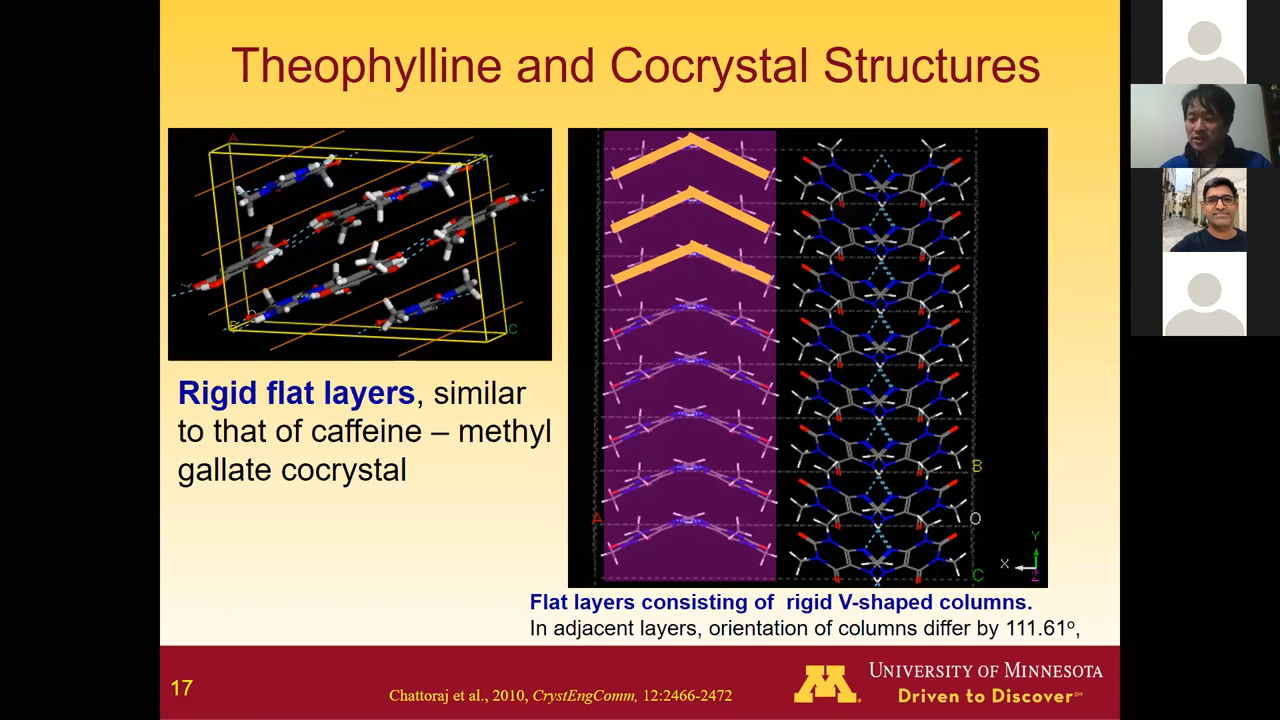 Theophylline and Cocrystal Structures
A
B
O
C
Rigid flat layers, similar
to that of caffeine – methyl
gallate cocrystal
A
B
O
C
Y
X
Z
Flat layers consisting of rigid V-shaped columns.
In adjacent layers, orientation of columns differ by 111.61º,
17
Chattoraj et al., 2010, CrystEngComm, 12:2466-2472
M
UNIVERSITY OF MINNESOTA
Driven to Discover℠